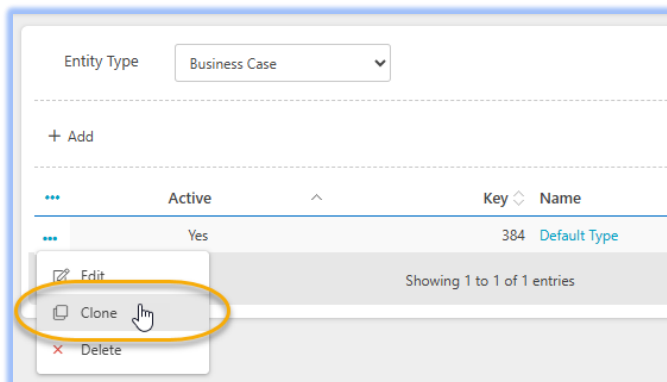 Entity Type Business Case
+ Add
••• Active Key Name
••• Yes 384 Default Type
Edit
Showing 1 to 1 of 1 entries
Clone
Delete